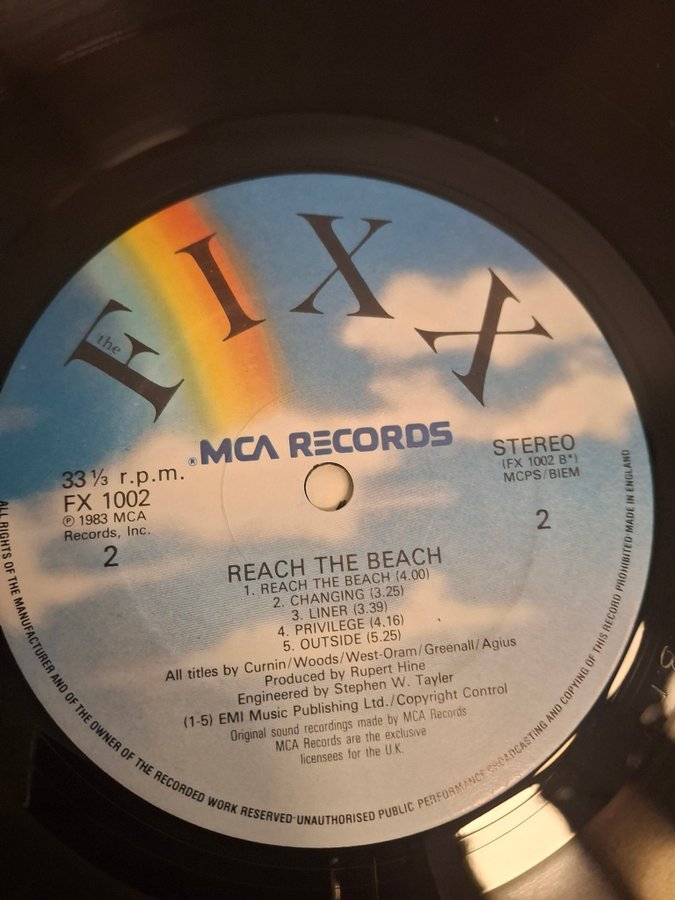 the
FIXX
® MCA RECORDS
33 ⅓ r.p.m.
FX 1002
℗ 1983 MCA
Records, Inc.
2
STEREO
(FX 1002 B*)
MCPS/BIEM
2
REACH THE BEACH
1. REACH THE BEACH (4.00)
2. CHANGING (3.25)
3. LINER (3.39)
4. PRIVILEGE (4.16)
5. OUTSIDE (5.25)
All titles by Curnin/Woods/West-Oram/Greenall/Agius
Produced by Rupert Hine
Engineered by Stephen W. Tayler
(1-5) EMI Music Publishing Ltd./Copyright Control
Original sound recordings made by MCA Records
MCA Records are the exclusive
licensees for the U.K.
ALL RIGHTS OF THE MANUFACTURER AND OF THE OWNER OF THE RECORDED WORK RESERVED·UNAUTHORISED PUBLIC PERFORMANCE BROADCASTING AND COPYING OF THIS RECORD PROHIBITED MADE IN ENGLAND